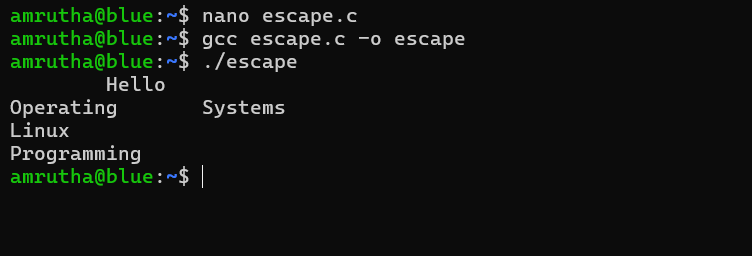 amrutha@blue:~$ nano escape.c
amrutha@blue:~$ gcc escape.c -o escape
amrutha@blue:~$ ./escape
        Hello
Operating       Systems
Linux
Programming
amrutha@blue:~$